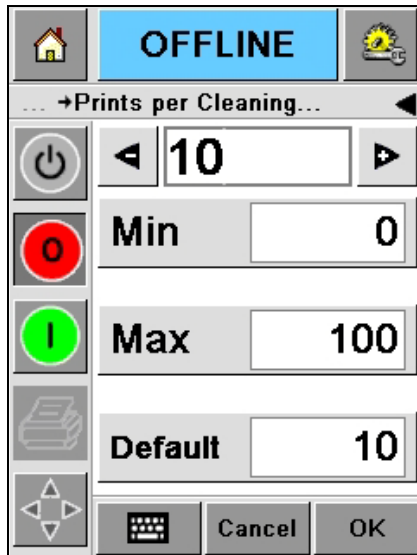 OFFLINE
... →Prints per Cleaning...
10
Min 0
Max 100
Default 10
Cancel OK